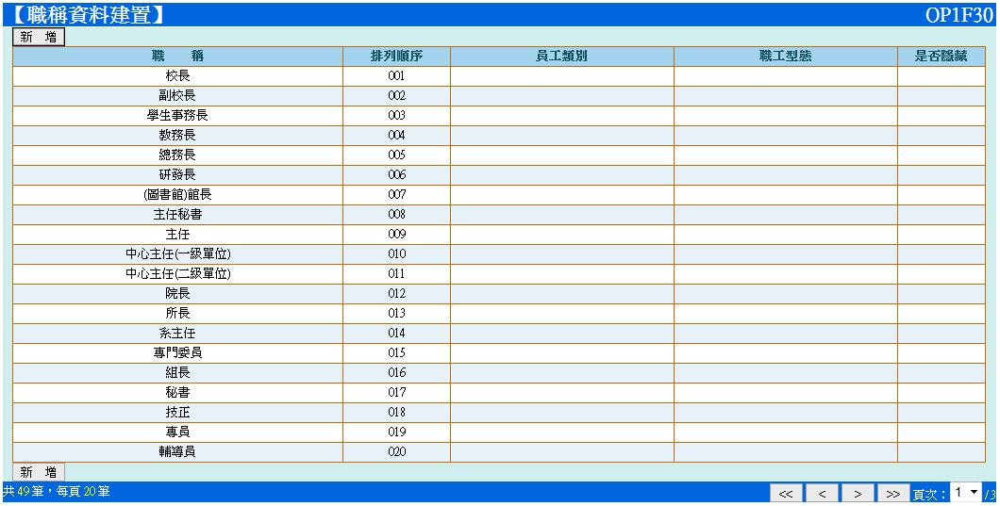 【職稱資料建置】 OP1F30
新 增
職 稱 排列順序 員工類別 職工型態 是否隱藏
校長 001
副校長 002
學生事務長 003
教務長 004
總務長 005
研發長 006
(圖書館)館長 007
主任秘書 008
主任 009
中心主任(一級單位) 010
中心主任(二級單位) 011
院長 012
所長 013
系主任 014
專門委員 015
組長 016
秘書 017
技正 018
專員 019
輔導員 020
新 增
共49筆，每頁20筆 << < > >> 頁次： 1 /3